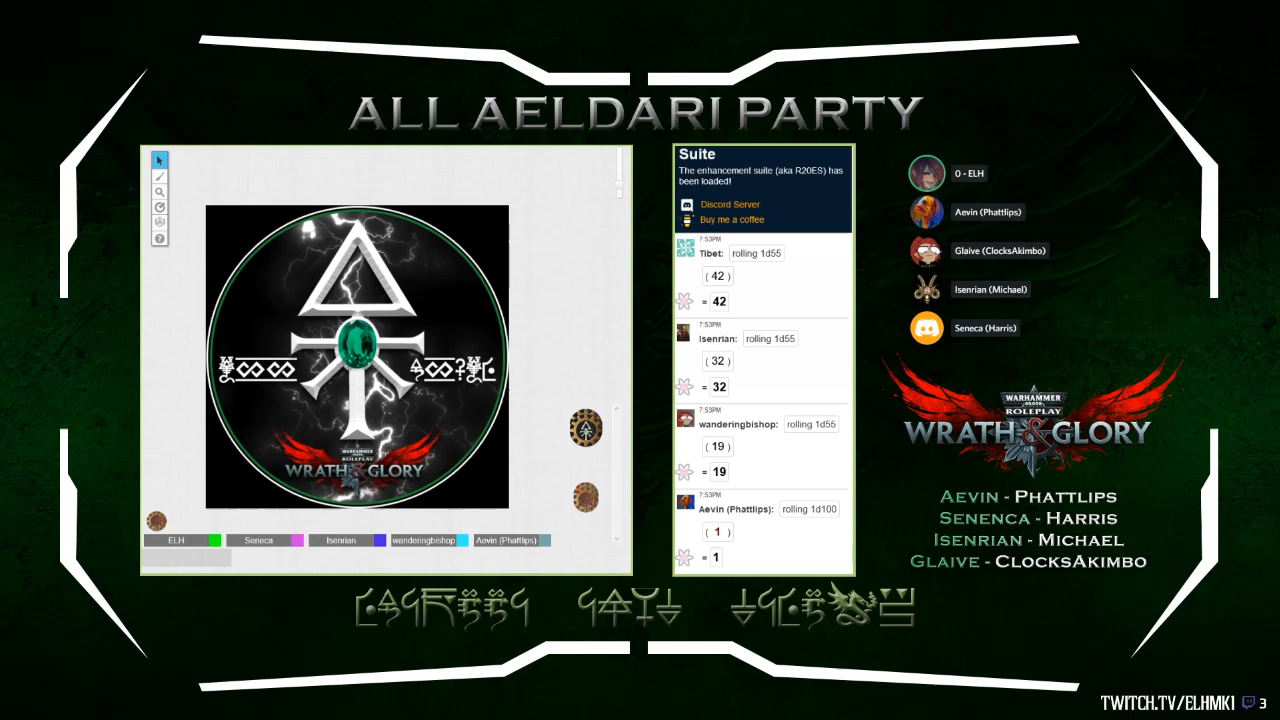 ALL AELDARI PARTY
Suite
The enhancement suite (aka R20ES) has
been loaded!
Discord Server
Buy me a coffee
7:53PM
Tibet: rolling 1d55
( 42 )
= 42
7:53PM
Isenrian: rolling 1d55
( 32 )
= 32
7:53PM
wanderingbishop: rolling 1d55
( 19 )
= 19
7:53PM
Aevin (Phattlips): rolling 1d100
( 1 )
= 1
WARHAMMER
40,000
ROLEPLAY
WRATH & GLORY
ELH
Seneca
Isenrian
wanderingbishop
Aevin (Phattlips)
0 - ELH
Aevin (Phattlips)
Glaive (ClocksAkimbo)
Isenrian (Michael)
Seneca (Harris)
WARHAMMER
40,000
ROLEPLAY
WRATH & GLORY
AEVIN - PHATTLIPS
SENENCA - HARRIS
ISENRIAN - MICHAEL
GLAIVE - CLOCKSAKIMBO
TWITCH.TV/ELHMK1 3